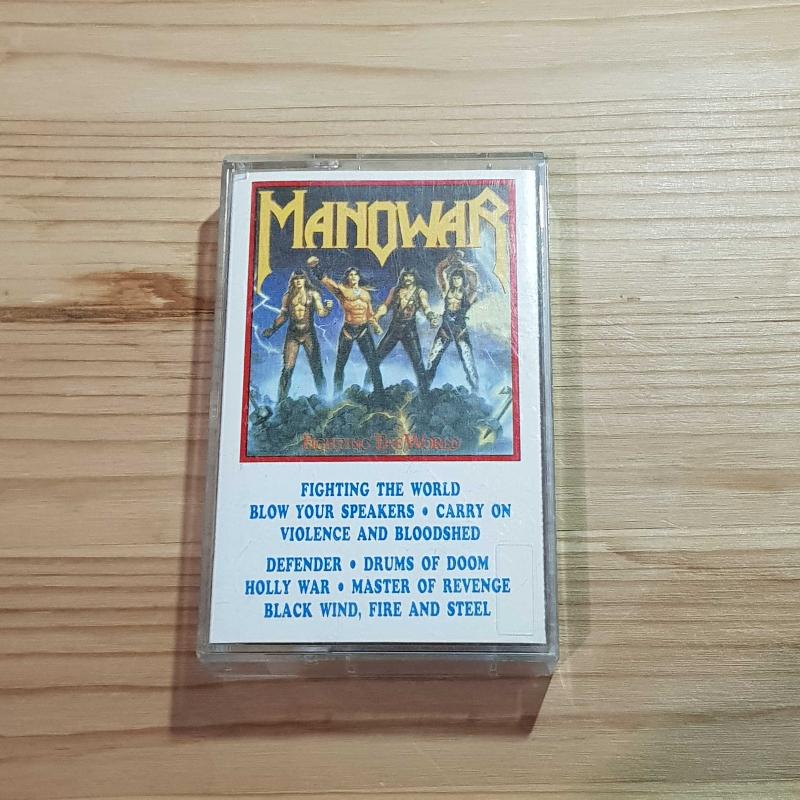 MANOWAR
FIGHTING THE WORLD
FIGHTING THE WORLD
BLOW YOUR SPEAKERS • CARRY ON
VIOLENCE AND BLOODSHED
DEFENDER • DRUMS OF DOOM
HOLLY WAR • MASTER OF REVENGE
BLACK WIND, FIRE AND STEEL